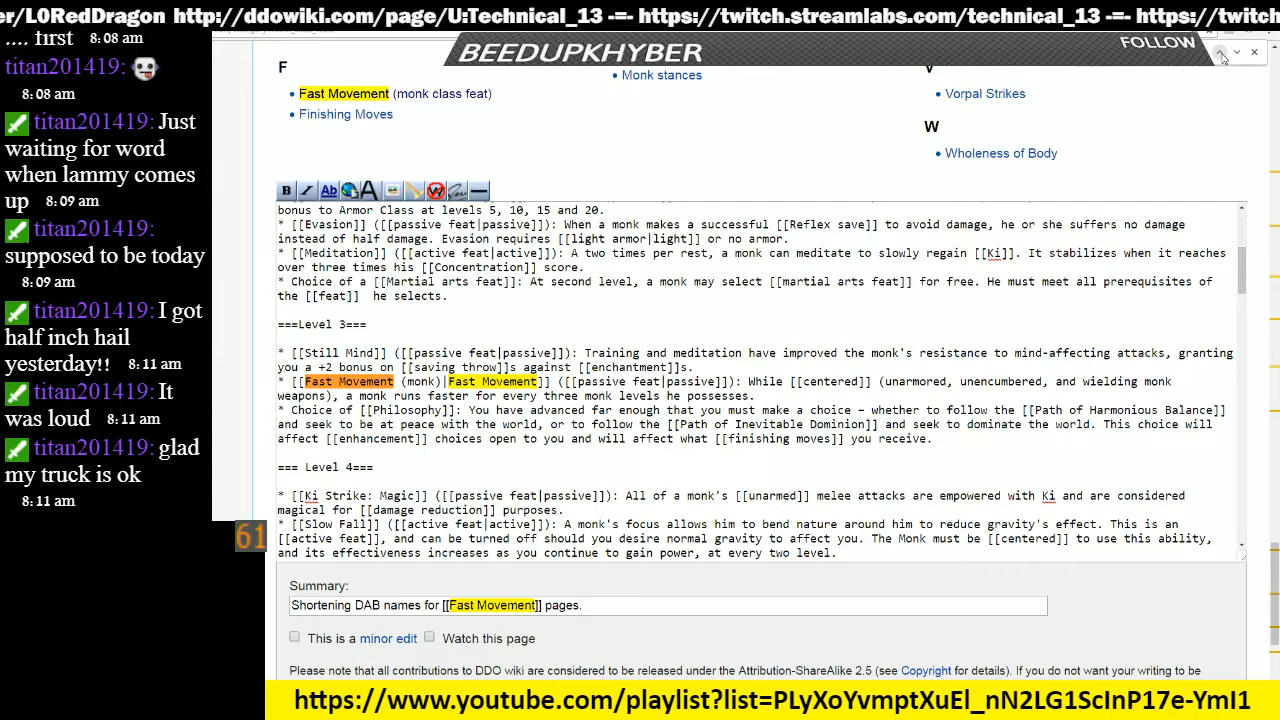 er/L0RedDragon http://ddowiki.com/page/U:Technical_13 -=- https://twitch.streamlabs.com/technical_13 -=- https://twitch
.... first 8:08 am
titan201419:
8:08 am
titan201419: Just
waiting for word
when lammy comes
up 8:09 am
titan201419:
supposed to be today
8:09 am
titan201419: I got
half inch hail
yesterday!! 8:11 am
titan201419: It
was loud 8:11 am
titan201419: glad
my truck is ok
8:11 am
61
BEEDUPKHYBER
FOLLOW
F
• Fast Movement (monk class feat)
• Finishing Moves
• Monk stances
V
• Vorpal Strikes
W
• Wholeness of Body
B I Ab A W
bonus to Armor Class at levels 5, 10, 15 and 20.
* [[Evasion]] ([[passive feat|passive]]): When a monk makes a successful [[Reflex save]] to avoid damage, he or she suffers no damage
instead of half damage. Evasion requires [[light armor|light]] or no armor.
* [[Meditation]] ([[active feat|active]]): A two times per rest, a monk can meditate to slowly regain [[Ki]]. It stabilizes when it reaches
over three times his [[Concentration]] score.
* Choice of a [[Martial arts feat]]: At second level, a monk may select [[martial arts feat]] for free. He must meet all prerequisites of
the [[feat]]  he selects.
===Level 3===
* [[Still Mind]] ([[passive feat|passive]]): Training and meditation have improved the monk's resistance to mind-affecting attacks, granting
you a +2 bonus on [[saving throw]]s against [[enchantment]]s.
* [[Fast Movement (monk)|Fast Movement]] ([[passive feat|passive]]): While [[centered]] (unarmored, unencumbered, and wielding monk
weapons), a monk runs faster for every three monk levels he possesses.
* Choice of [[Philosophy]]: You have advanced far enough that you must make a choice – whether to follow the [[Path of Harmonious Balance]]
and seek to be at peace with the world, or to follow the [[Path of Inevitable Dominion]] and seek to dominate the world. This choice will
affect [[enhancement]] choices open to you and will affect what [[finishing moves]] you receive.
=== Level 4===
* [[Ki Strike: Magic]] ([[passive feat|passive]]): All of a monk's [[unarmed]] melee attacks are empowered with Ki and are considered
magical for [[damage reduction]] purposes.
* [[Slow Fall]] ([[active feat|active]]): A monk's focus allows him to bend nature around him to reduce gravity's effect. This is an
[[active feat]], and can be turned off should you desire normal gravity to affect you. The Monk must be [[centered]] to use this ability,
and its effectiveness increases as you continue to gain power, at every two level.
Summary:
Shortening DAB names for [[Fast Movement]] pages.
This is a minor edit Watch this page
Please note that all contributions to DDO wiki are considered to be released under the Attribution-ShareAlike 2.5 (see Copyright for details). If you do not want your writing to be
https://www.youtube.com/playlist?list=PLyXoYvmptXuEl_nN2LG1ScInP17e-YmI1